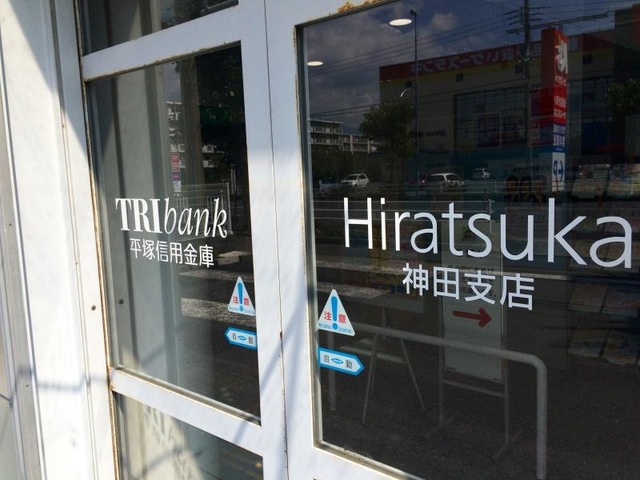 TRIbank
平塚信用金庫
Hiratsuka
神田支店
注意
自動
注意
自動